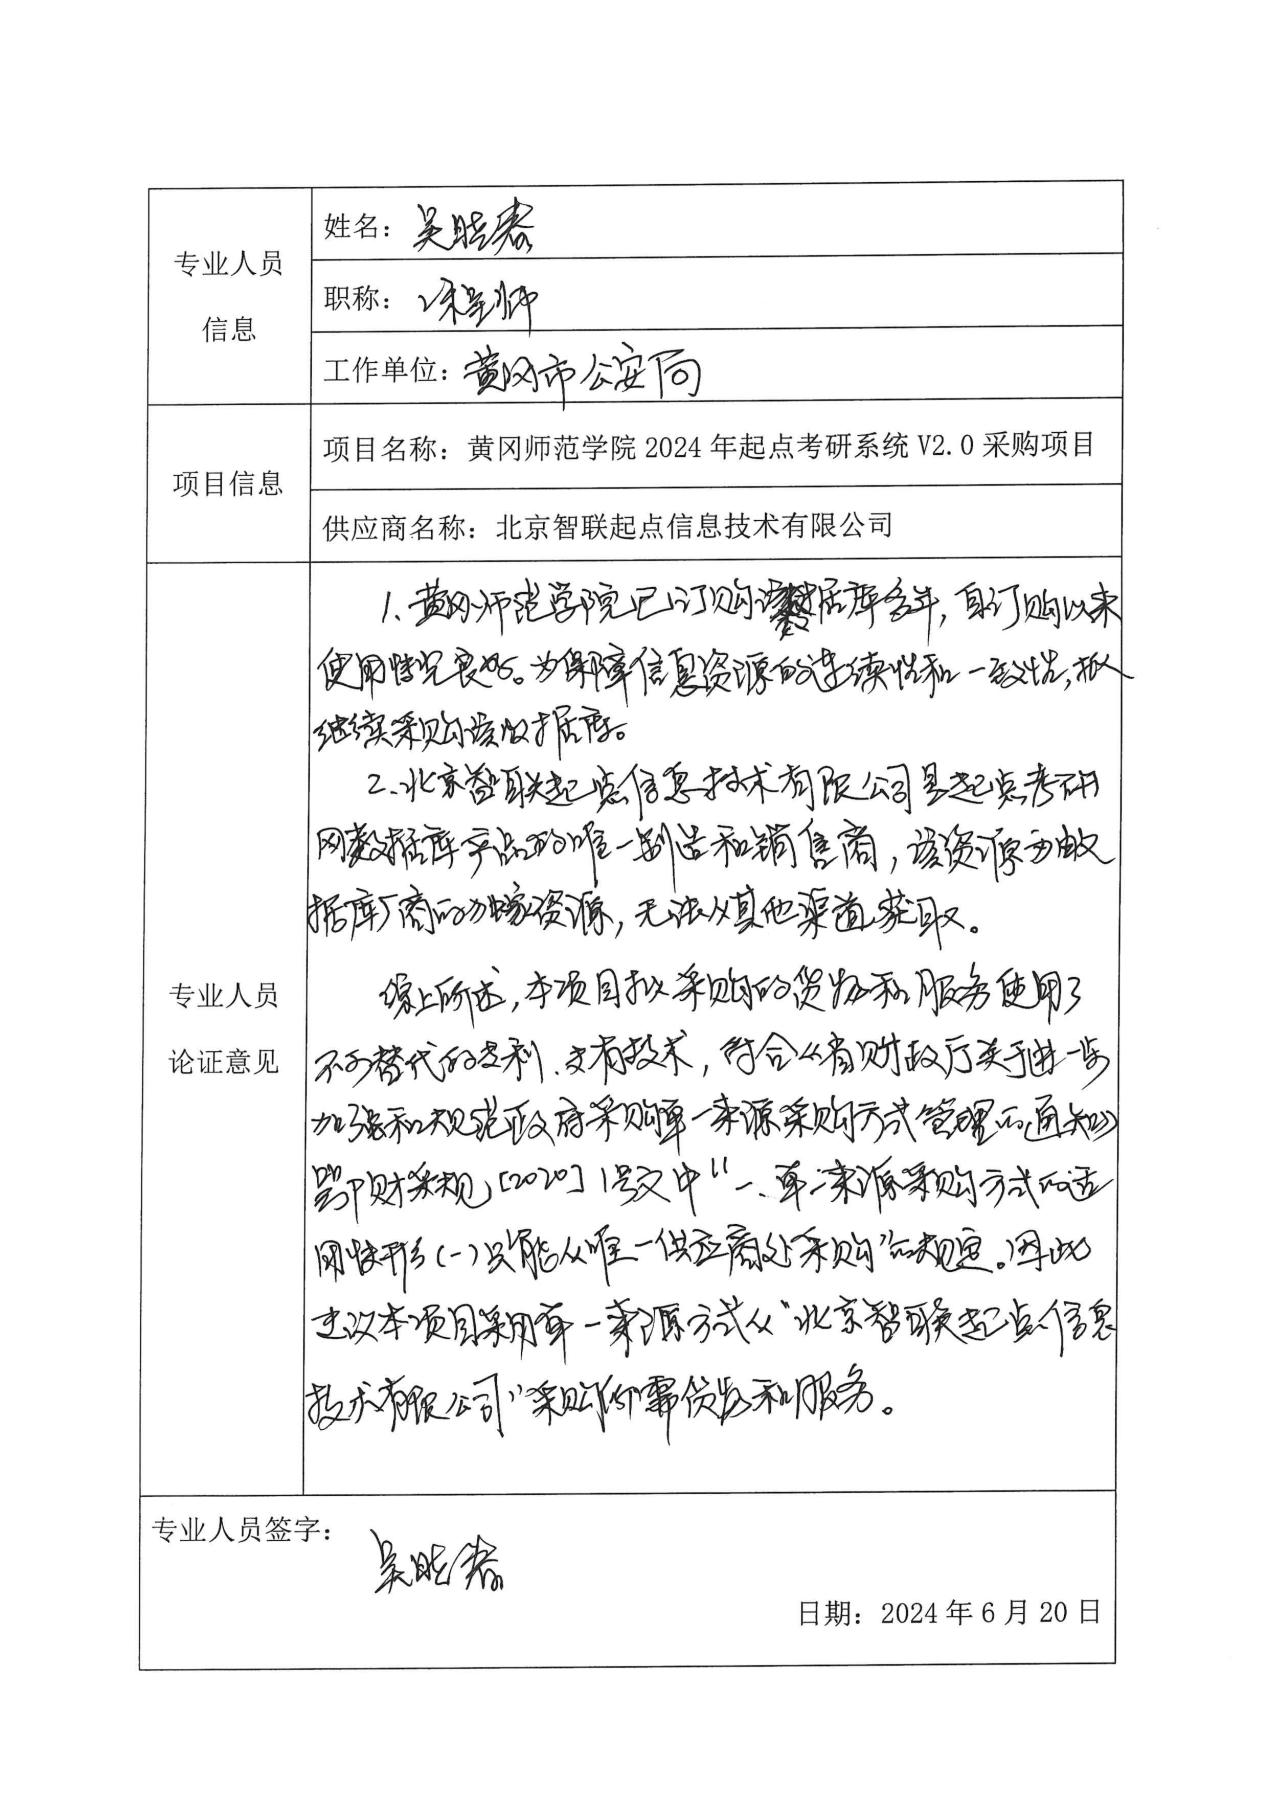 专业人员
信息
姓名：吴晓春
职称：工程师
工作单位：黄冈市公安局
项目信息
项目名称：黄冈师范学院 2024 年起点考研系统 V2.0 采购项目
供应商名称：北京智联起点信息技术有限公司
专业人员
论证意见
1、黄冈师范学院已订购该数据库多年，自订购以来
使用情况良好。为保障信息资源的连续性和一致性，拟
继续采购该数据库。
2、北京智联起点信息技术有限公司是起点考研
网数据库产品的唯一制造和销售商，该资源为数
据库厂商的独家资源，无法从其他渠道获取。
综上所述，本项目拟采购的货物和服务使用了
不可替代的专利、专有技术，符合《省财政厅关于进一步
加强和规范政府采购单一来源采购方式管理的通知》
鄂财采规［2020］1号文中“一、单一来源采购方式的适
用情形（一）只能从唯一供应商处采购”的规定。因此
建议本项目采用单一来源方式从“北京智联起点信息
技术有限公司”采购所需货物和服务。
专业人员签字：
吴晓春
日期：2024 年 6 月 20 日